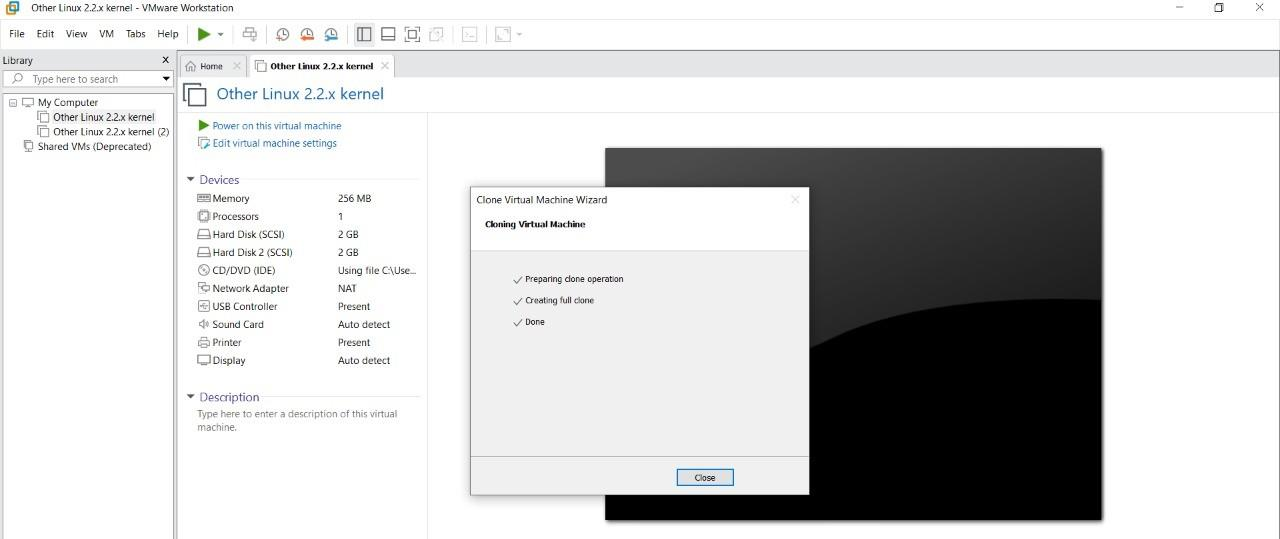 Other Linux 2.2.x kernel - VMware Workstation
File Edit View VM Tabs Help
Library X
Type here to search
My Computer
Other Linux 2.2.x kernel
Other Linux 2.2.x kernel (2)
Shared VMs (Deprecated)
Home
Other Linux 2.2.x kernel
Other Linux 2.2.x kernel
Power on this virtual machine
Edit virtual machine settings
Devices
Memory 256 MB
Processors 1
Hard Disk (SCSI) 2 GB
Hard Disk 2 (SCSI) 2 GB
CD/DVD (IDE) Using file C:\Use...
Network Adapter NAT
USB Controller Present
Sound Card Auto detect
Printer Present
Display Auto detect
Description
Type here to enter a description of this virtual
machine.
Clone Virtual Machine Wizard
Cloning Virtual Machine
Preparing clone operation
Creating full clone
Done
Close